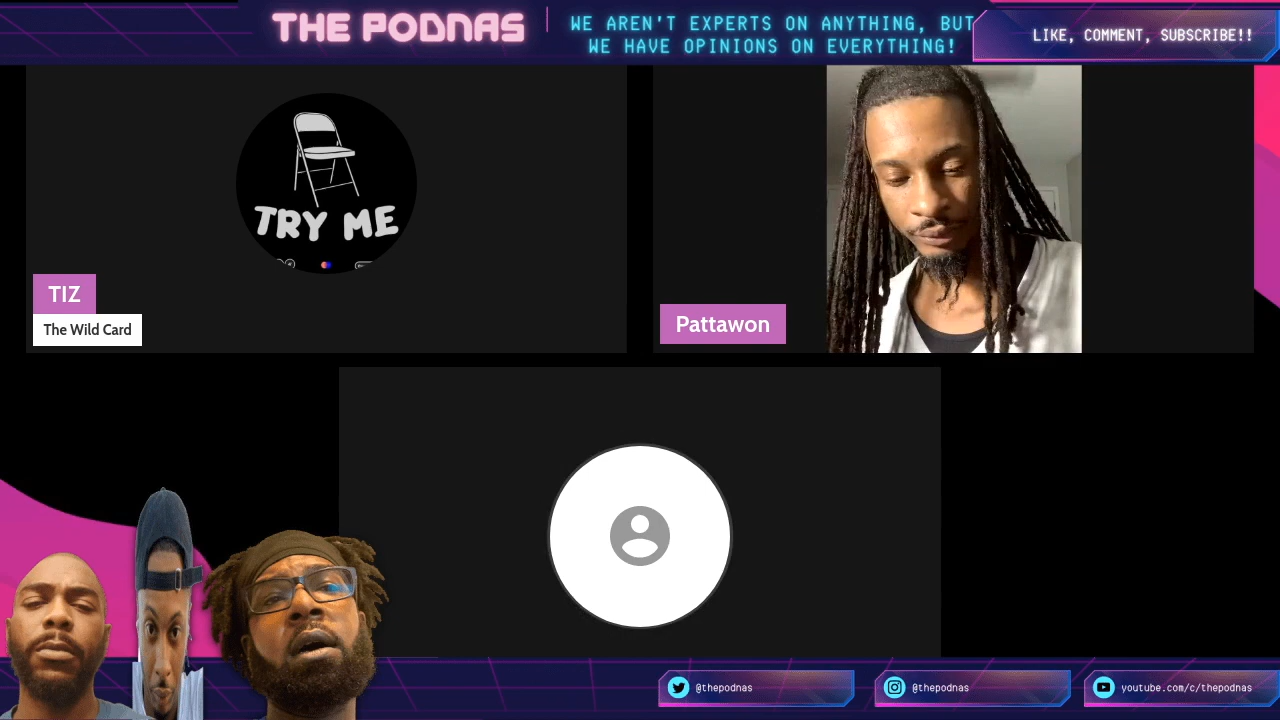 THE PODNAS
WE AREN'T EXPERTS ON ANYTHING, BUT
WE HAVE OPINIONS ON EVERYTHING!
LIKE, COMMENT, SUBSCRIBE!!
TRY ME
TIZ
The Wild Card
Pattawon
@thepodnas
@thepodnas
youtube.com/c/thepodnas